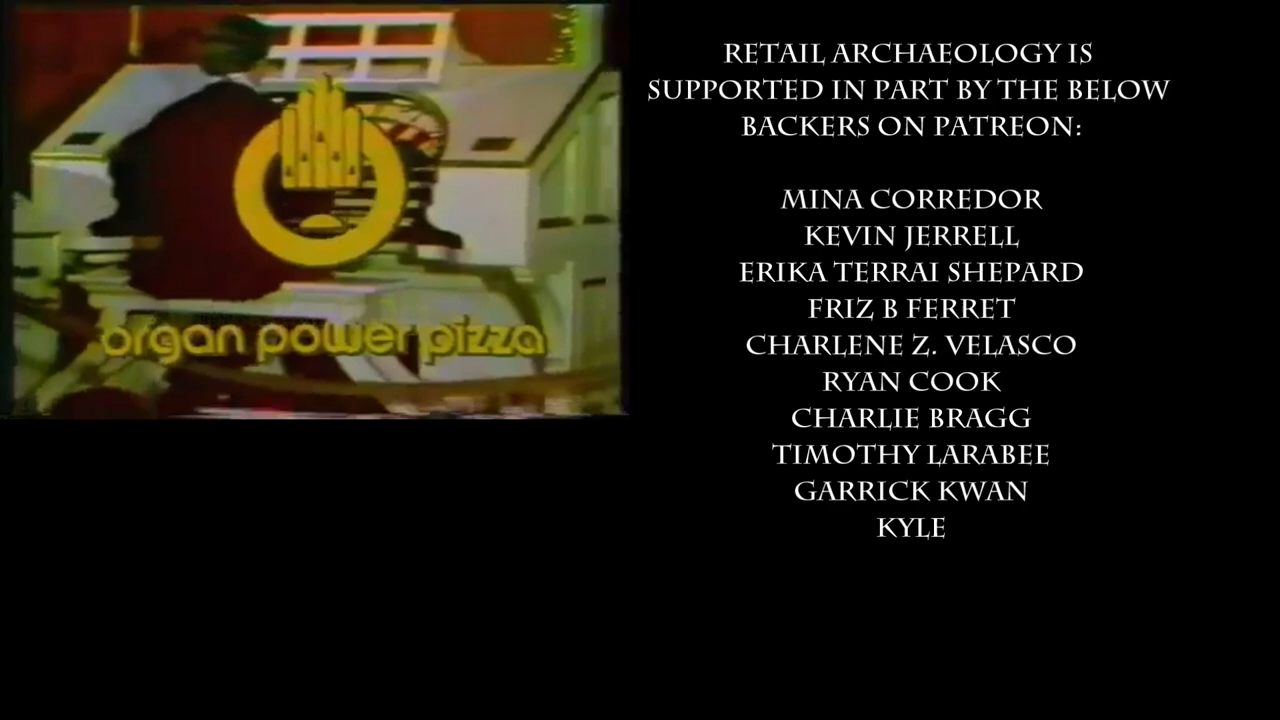 organ power pizza
RETAIL ARCHAEOLOGY IS
SUPPORTED IN PART BY THE BELOW
BACKERS ON PATREON:
MINA CORREDOR
KEVIN JERRELL
ERIKA TERRAI SHEPARD
FRIZ B FERRET
CHARLENE Z. VELASCO
RYAN COOK
CHARLIE BRAGG
TIMOTHY LARABEE
GARRICK KWAN
KYLE